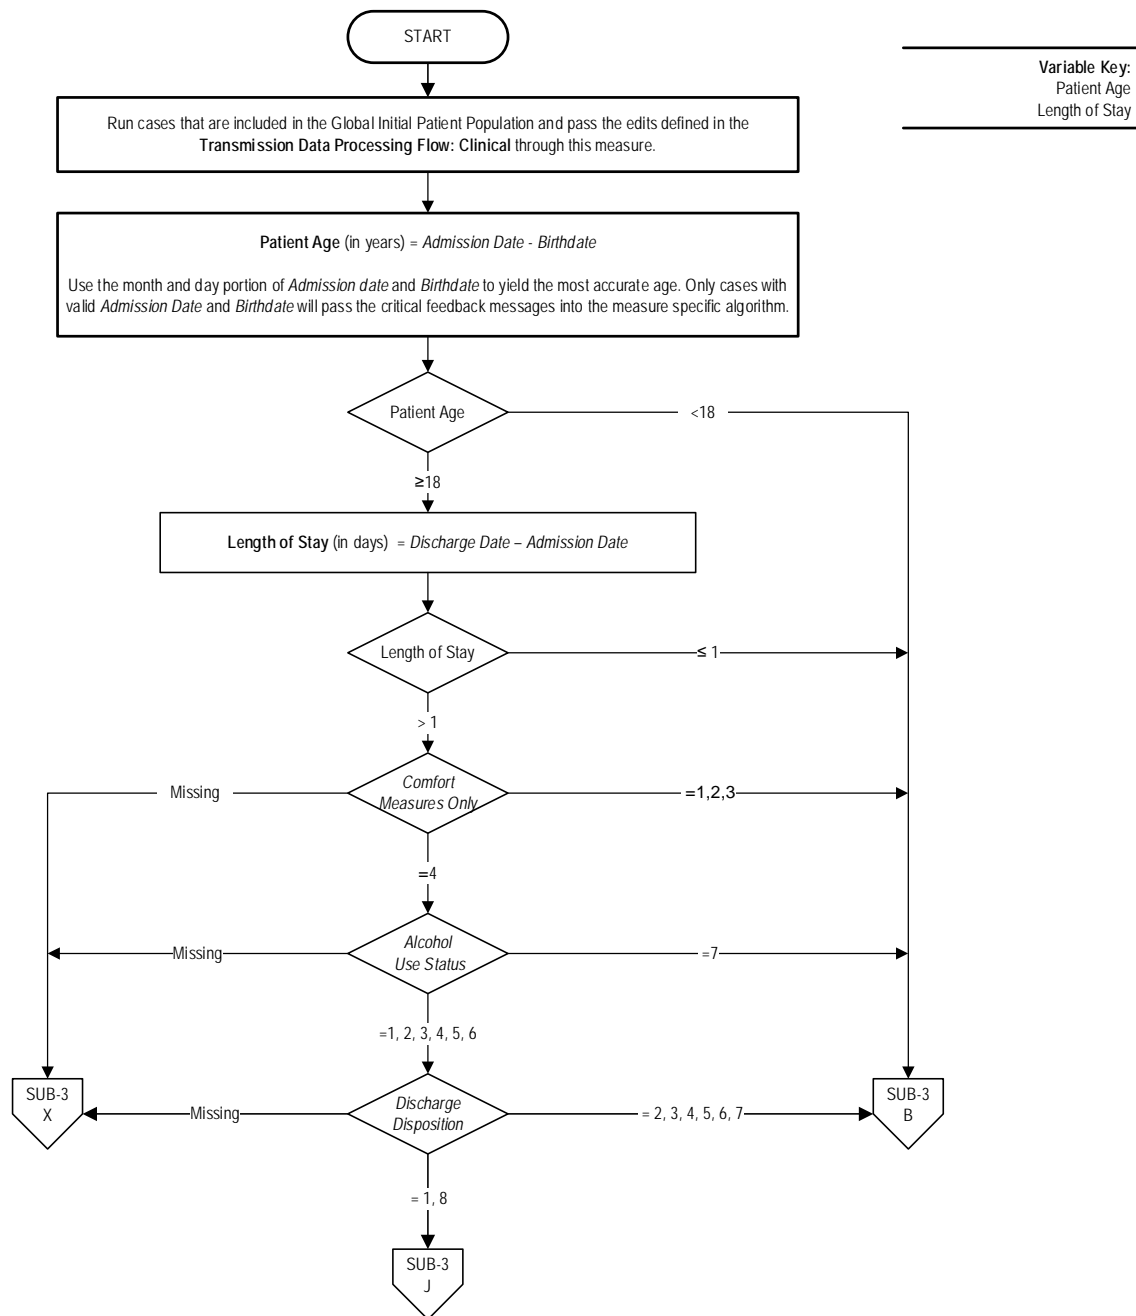 START
Variable Key:
Patient Age
Length of Stay
Run cases that are included in the Global Initial Patient Population and pass the edits defined in the
Transmission Data Processing Flow: Clinical through this measure.
Patient Age (in years) = Admission Date - Birthdate
Use the month and day portion of Admission date and Birthdate to yield the most accurate age. Only cases with
valid Admission Date and Birthdate will pass the critical feedback messages into the measure specific algorithm.
Patient Age
<18
≥18
Length of Stay (in days) = Discharge Date – Admission Date
Length of Stay
≤ 1
> 1
Missing
Comfort
Measures Only
=1,2,3
=4
Missing
Alcohol
Use Status
=7
=1, 2, 3, 4, 5, 6
SUB-3
X
Missing
Discharge
Disposition
= 2, 3, 4, 5, 6, 7
SUB-3
B
= 1, 8
SUB-3
J